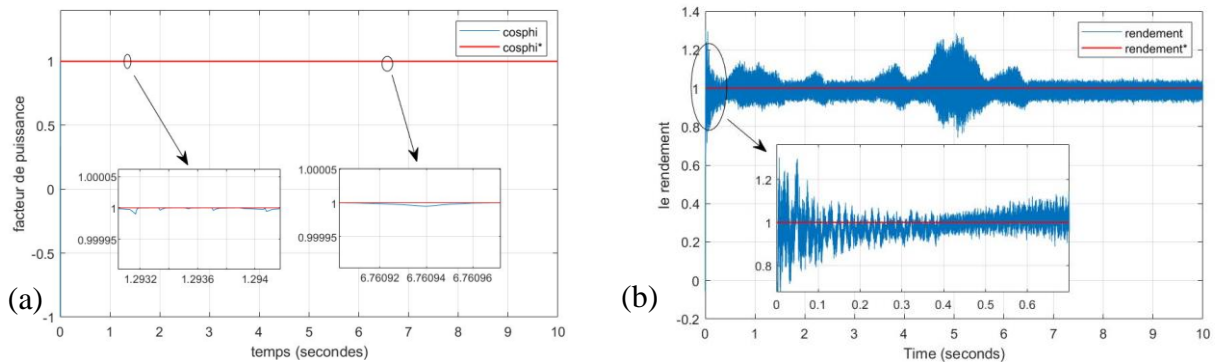 (a)
facteur de puissance
1
0.5
0
-0.5
-1
cosphi
cosphi*
1.00005
1
0.99995
1.2932 1.2936 1.294
1.00005
1
0.99995
6.76092 6.76094 6.76096
0 1 2 3 4 5 6 7 8 9 10
temps (secondes)
(b)
le rendement
1.4
1.2
1
0.8
0.6
0.4
0.2
0
-0.2
rendement
rendement*
1.2
1
0.8
0 0.1 0.2 0.3 0.4 0.5 0.6
0 1 2 3 4 5 6 7 8 9 10
Time (seconds)